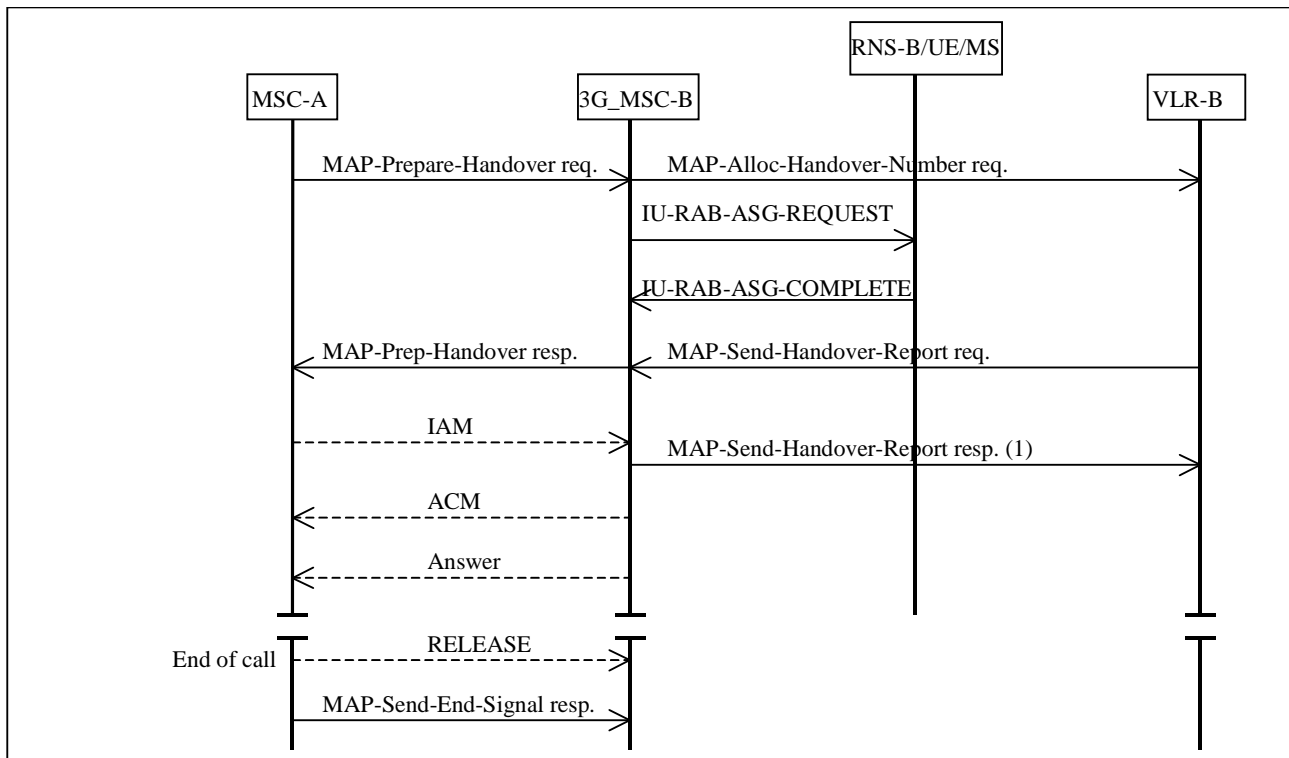 RNS-B/UE/MS
MSC-A
3G_MSC-B
VLR-B
MAP-Prepare-Handover req.
MAP-Alloc-Handover-Number req.
IU-RAB-ASG-REQUEST
IU-RAB-ASG-COMPLETE
MAP-Prep-Handover resp.
MAP-Send-Handover-Report req.
IAM
MAP-Send-Handover-Report resp. (1)
ACM
Answer
RELEASE
End of call
MAP-Send-End-Signal resp.